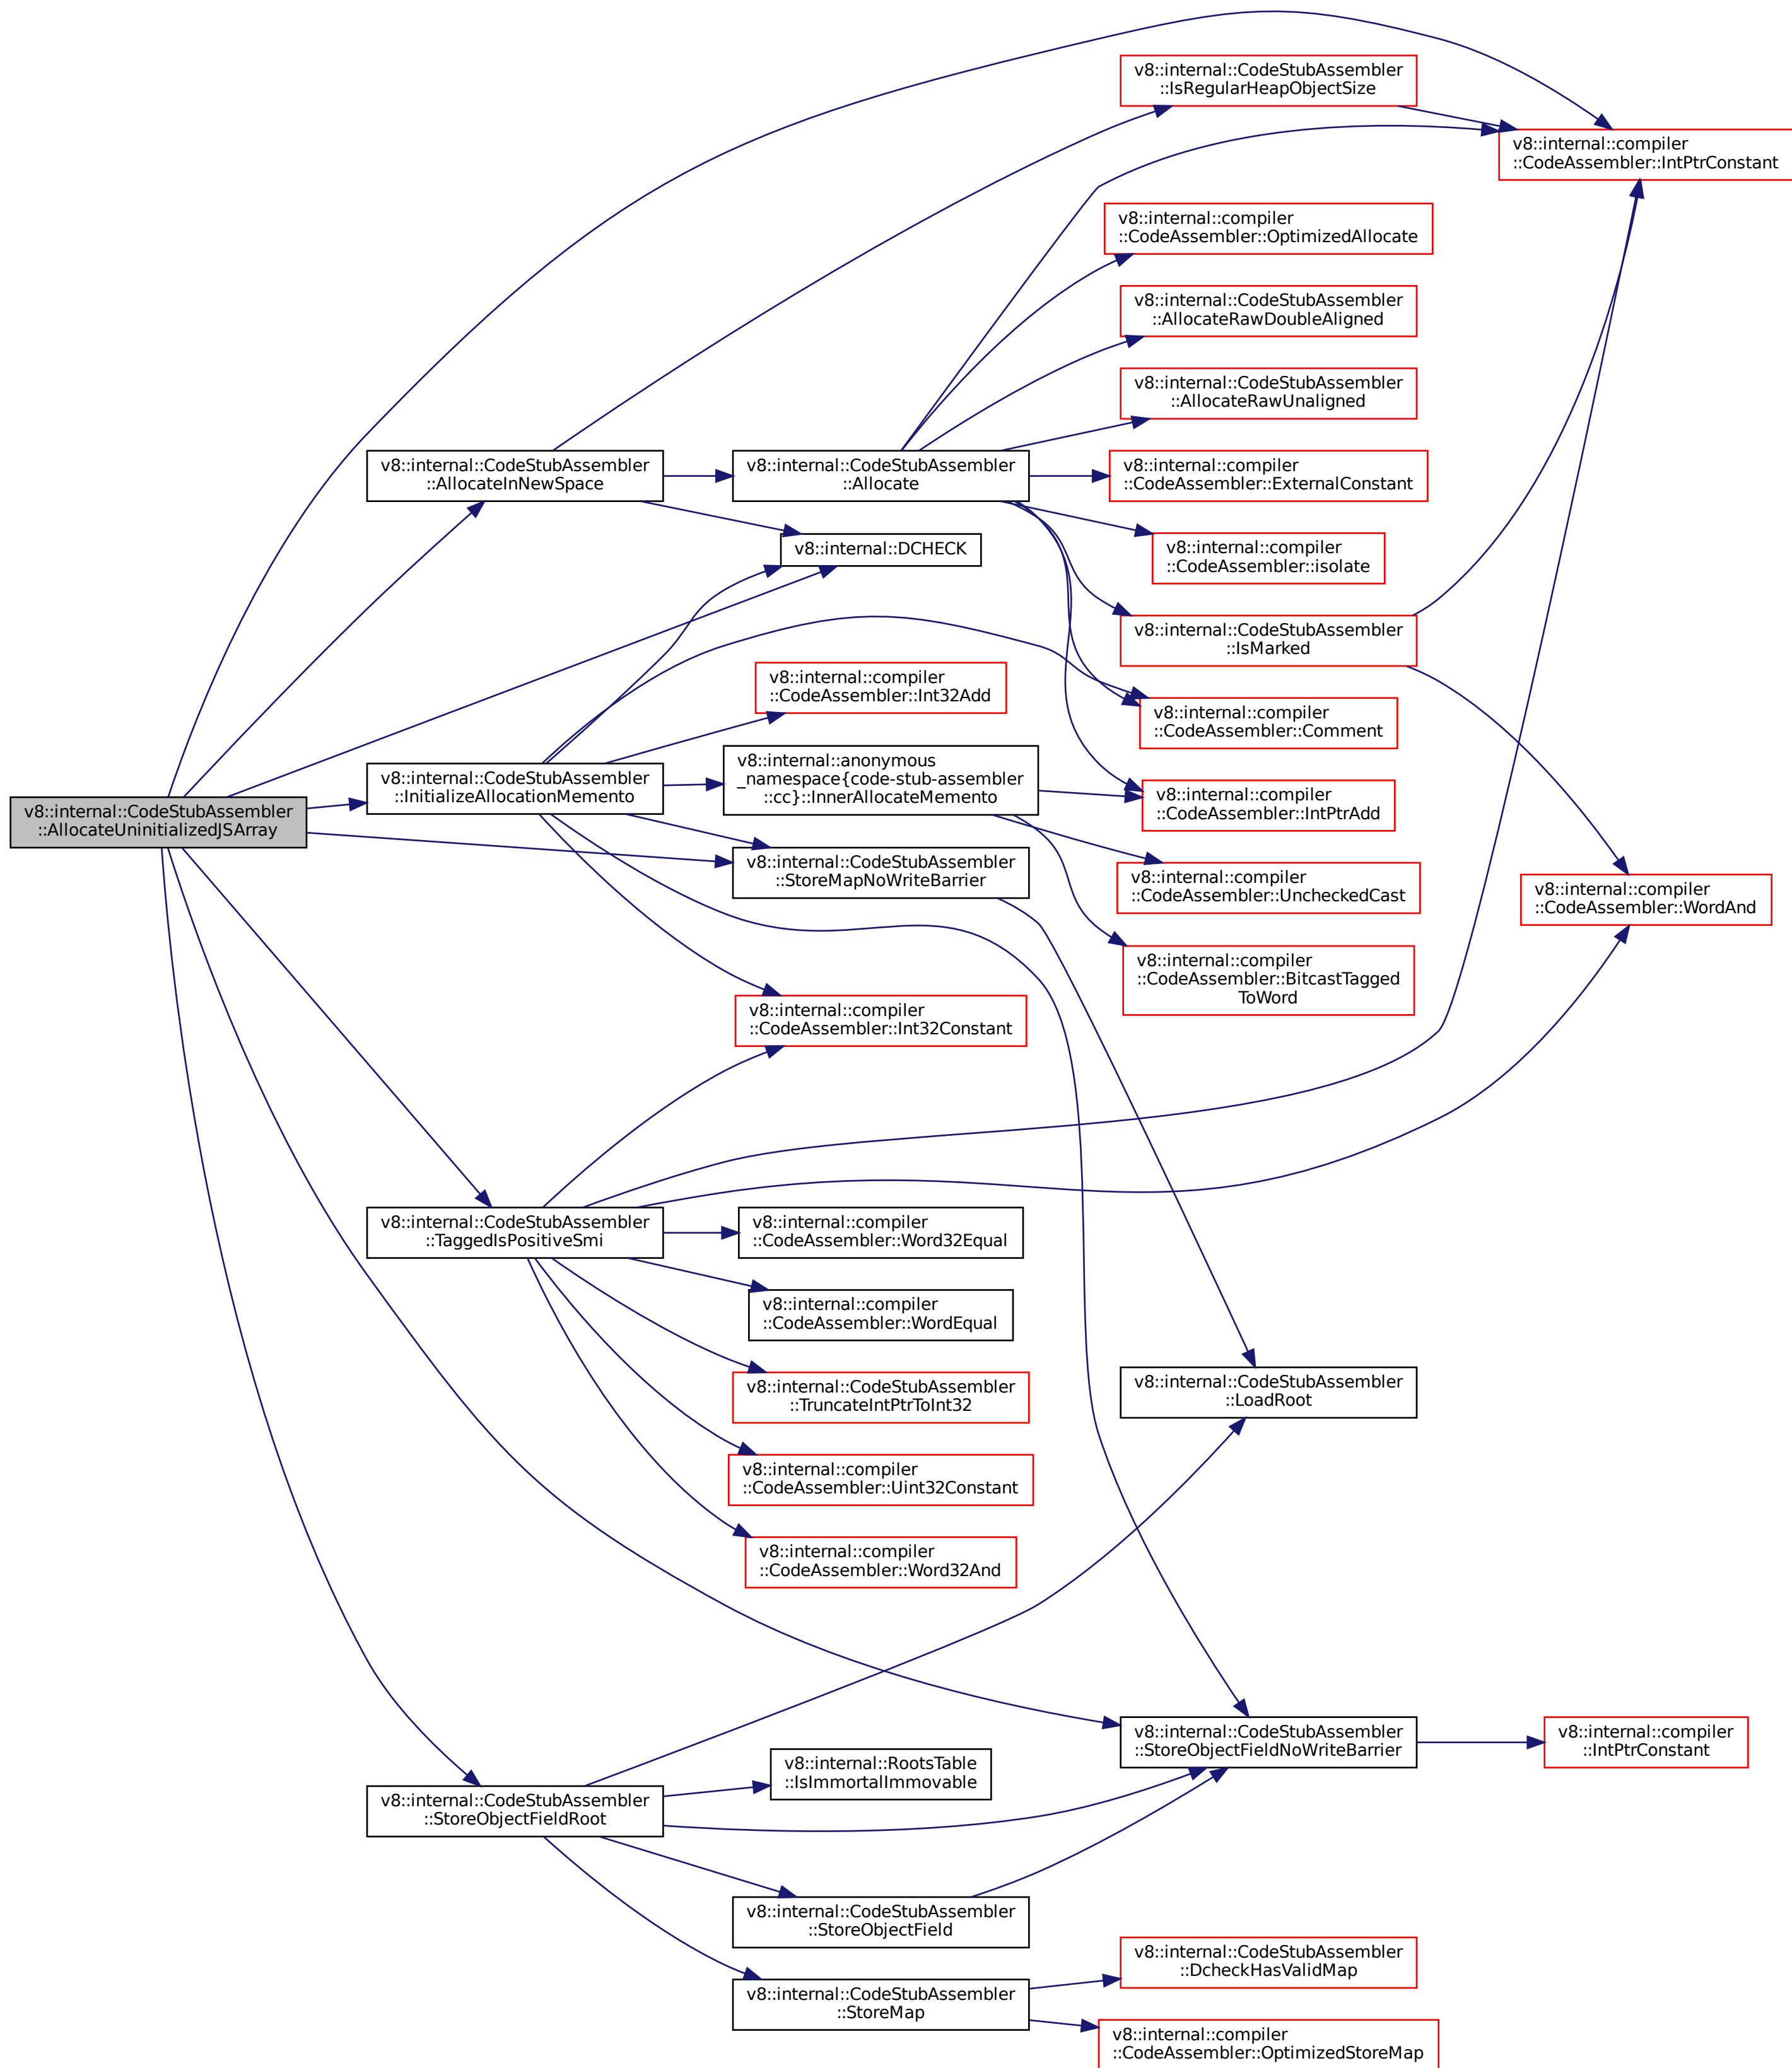 v8::internal::CodeStubAssembler
::IsRegularHeapObjectSize
v8::internal::compiler
::CodeAssembler::IntPtrConstant
v8::internal::compiler
::CodeAssembler::OptimizedAllocate
v8::internal::CodeStubAssembler
::AllocateRawDoubleAligned
v8::internal::CodeStubAssembler
::AllocateRawUnaligned
v8::internal::CodeStubAssembler
::AllocateInNewSpace
v8::internal::CodeStubAssembler
::Allocate
v8::internal::compiler
::CodeAssembler::ExternalConstant
v8::internal::DCHECK
v8::internal::compiler
::CodeAssembler::isolate
v8::internal::CodeStubAssembler
::IsMarked
v8::internal::compiler
::CodeAssembler::Int32Add
v8::internal::compiler
::CodeAssembler::Comment
v8::internal::CodeStubAssembler
::AllocateUninitializedJSArray
v8::internal::CodeStubAssembler
::InitializeAllocationMemento
v8::internal::anonymous
_namespace{code-stub-assembler
::cc}::InnerAllocateMemento
v8::internal::compiler
::CodeAssembler::IntPtrAdd
v8::internal::CodeStubAssembler
::StoreMapNoWriteBarrier
v8::internal::compiler
::CodeAssembler::UncheckedCast
v8::internal::compiler
::CodeAssembler::WordAnd
v8::internal::compiler
::CodeAssembler::BitcastTagged
ToWord
v8::internal::compiler
::CodeAssembler::Int32Constant
v8::internal::CodeStubAssembler
::TaggedIsPositiveSmi
v8::internal::compiler
::CodeAssembler::Word32Equal
v8::internal::compiler
::CodeAssembler::WordEqual
v8::internal::CodeStubAssembler
::TruncateIntPtrToInt32
v8::internal::CodeStubAssembler
::LoadRoot
v8::internal::compiler
::CodeAssembler::Uint32Constant
v8::internal::compiler
::CodeAssembler::Word32And
v8::internal::CodeStubAssembler
::StoreObjectFieldNoWriteBarrier
v8::internal::compiler
::IntPtrConstant
v8::internal::CodeStubAssembler
::StoreObjectFieldRoot
v8::internal::RootsTable
::IsImmortalImmovable
v8::internal::CodeStubAssembler
::StoreObjectField
v8::internal::CodeStubAssembler
::StoreMap
v8::internal::CodeStubAssembler
::DcheckHasValidMap
v8::internal::compiler
::CodeAssembler::OptimizedStoreMap